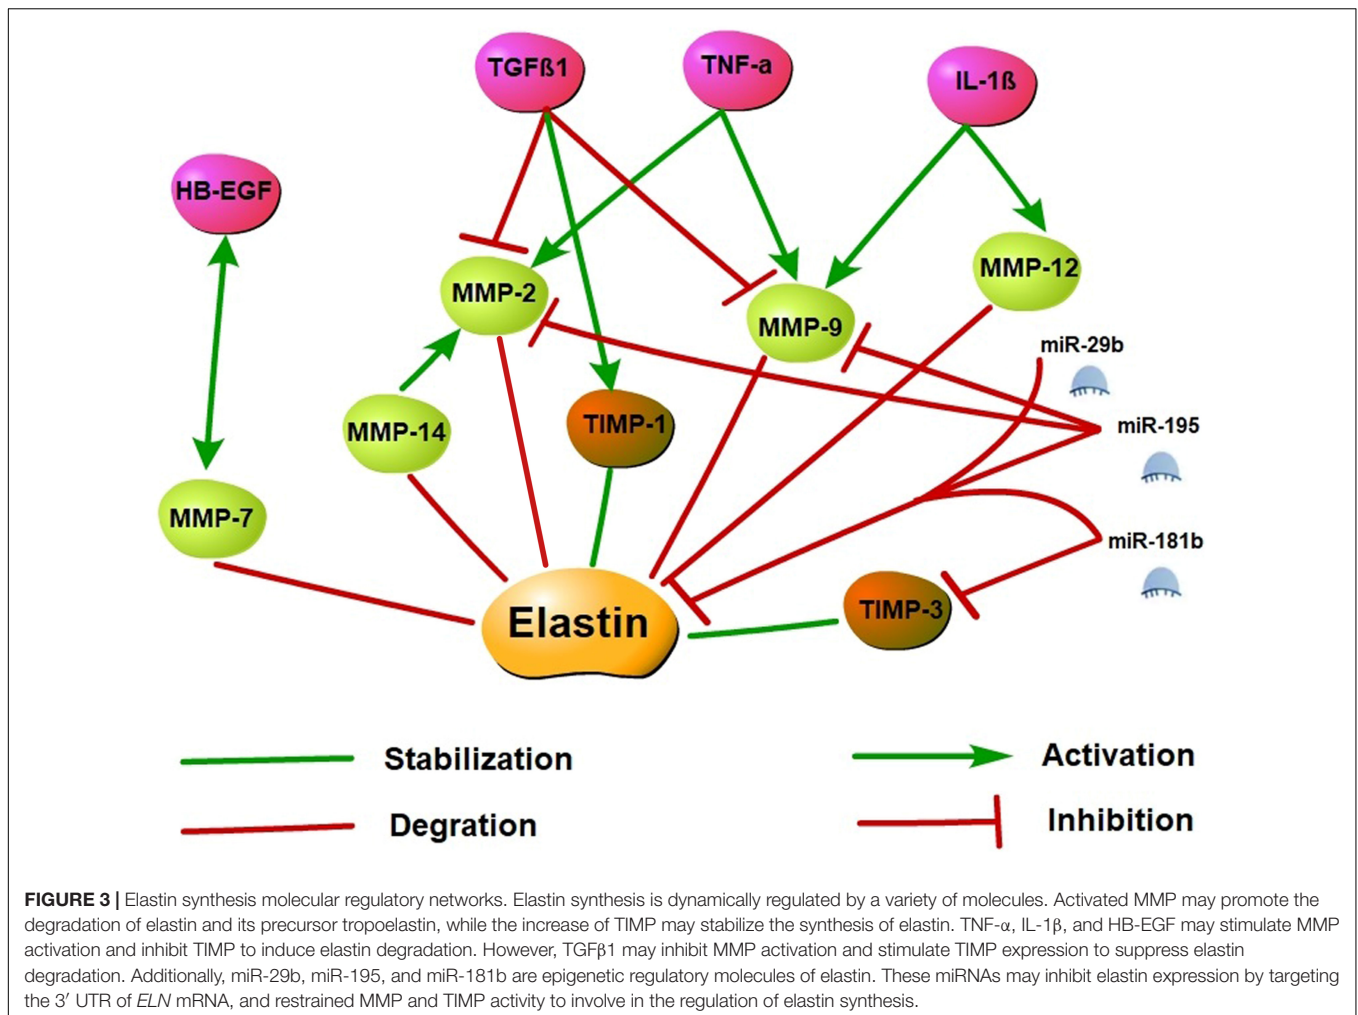 TGFß1
TNF-a
IL-1ß
HB-EGF
MMP-12
MMP-2
MMP-9
miR-29b
MMP-14
TIMP-1
miR-195
MMP-7
miR-181b
Elastin
TIMP-3
Stabilization
Activation
Degration
Inhibition
FIGURE 3 | Elastin synthesis molecular regulatory networks. Elastin synthesis is dynamically regulated by a variety of molecules. Activated MMP may promote the
degradation of elastin and its precursor tropoelastin, while the increase of TIMP may stabilize the synthesis of elastin. TNF-α, IL-1β, and HB-EGF may stimulate MMP
activation and inhibit TIMP to induce elastin degradation. However, TGFβ1 may inhibit MMP activation and stimulate TIMP expression to suppress elastin
degradation. Additionally, miR-29b, miR-195, and miR-181b are epigenetic regulatory molecules of elastin. These miRNAs may inhibit elastin expression by targeting
the 3′ UTR of ELN mRNA, and restrained MMP and TIMP activity to involve in the regulation of elastin synthesis.